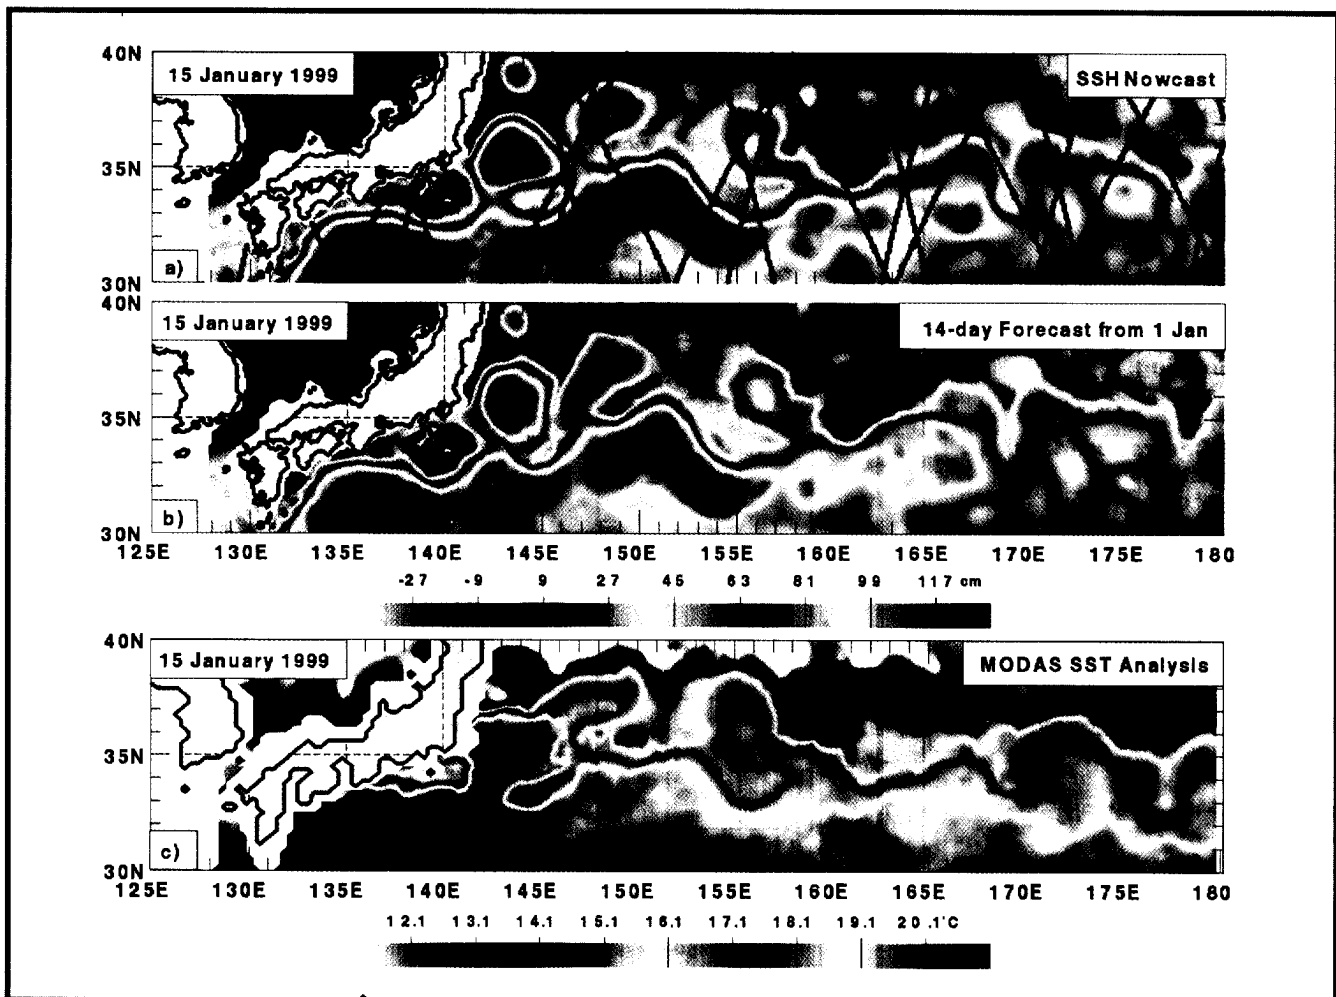 40N
15 January 1999
SSH Nowcast
35N
a)
30N
40N
15 January 1999
14-day Forecast from 1 Jan
35N
b)
30N
125E 130E 135E 140E 145E 150E 155E 160E 165E 170E 175E 180
-27 -9 9 27 45 63 81 99 117 cm
40N
15 January 1999
MODAS SST Analysis
35N
c)
30N
125E 130E 135E 140E 145E 150E 155E 160E 165E 170E 175E 180
12.1 13.1 14.1 15.1 16.1 17.1 18.1 19.1 20.1°C